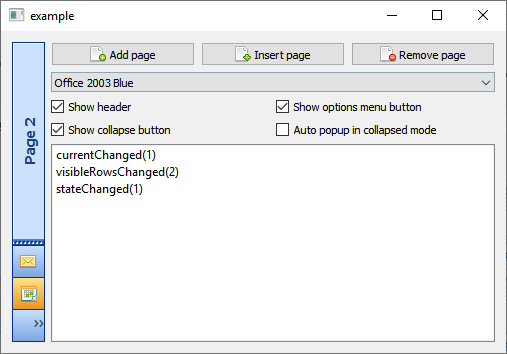 example
Add page
Insert page
Remove page
Office 2003 Blue
Show header
Show options menu button
Show collapse button
Auto popup in collapsed mode
Page 2
currentChanged(1)
visibleRowsChanged(2)
stateChanged(1)